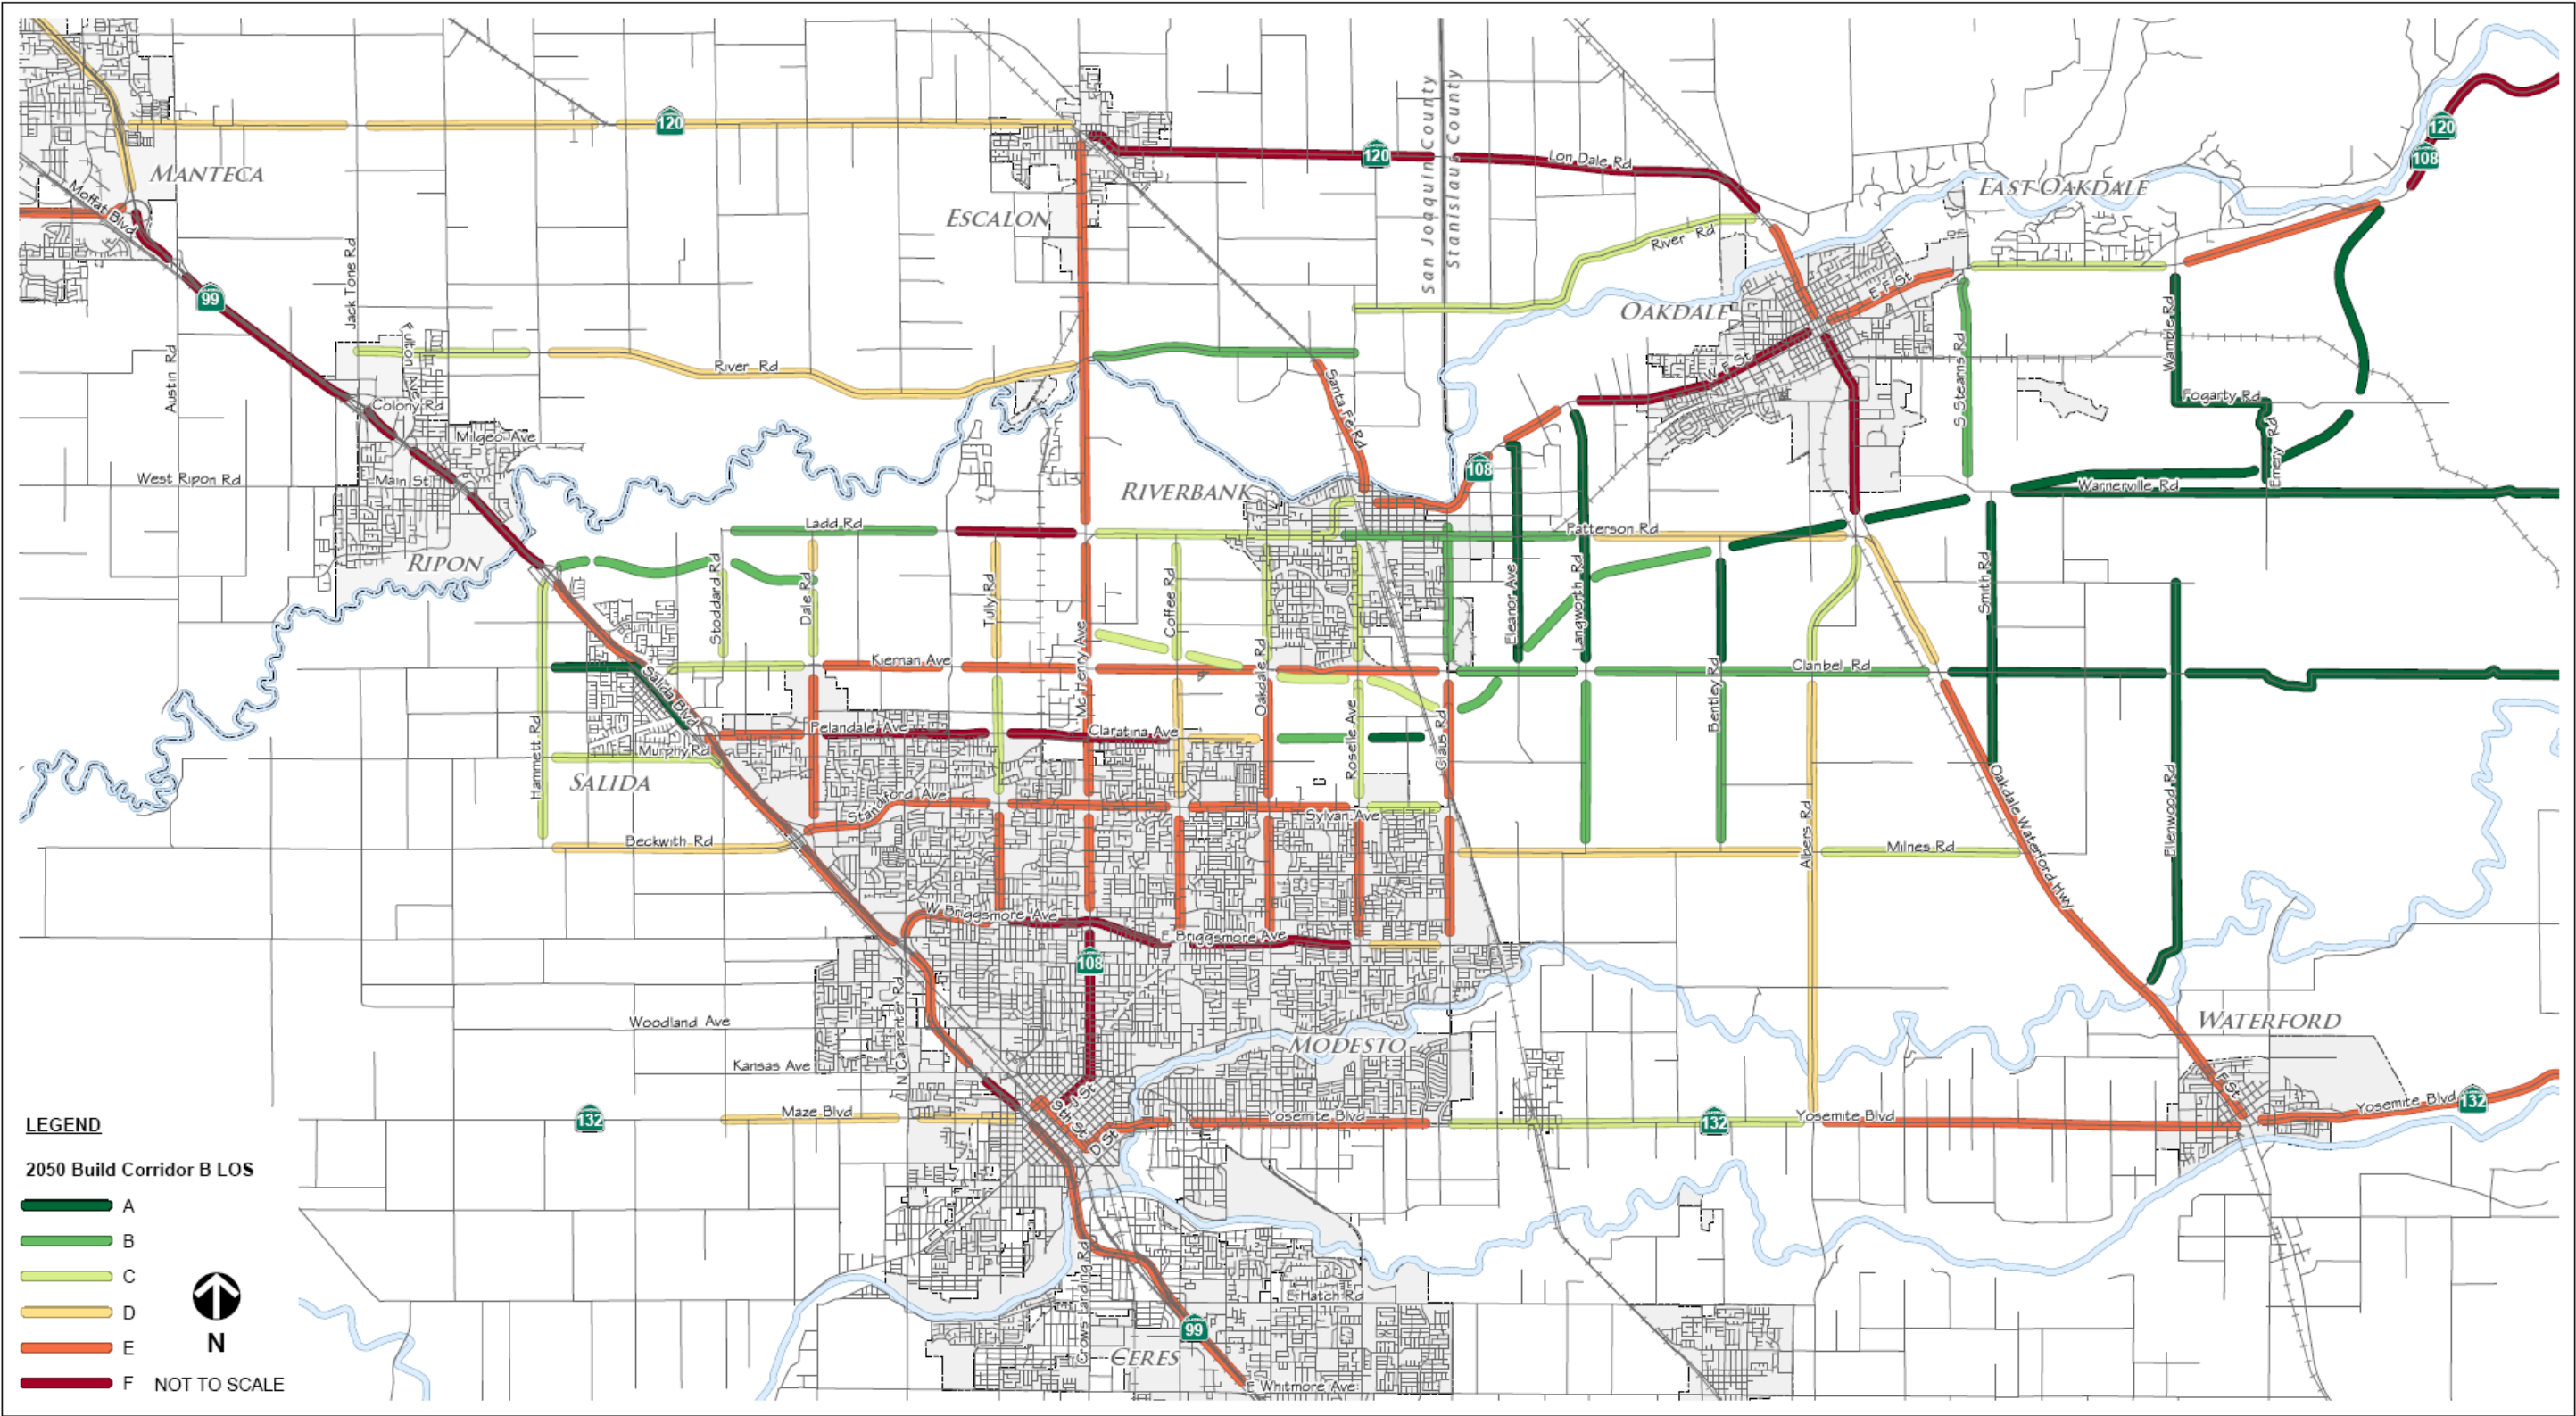 120
MANTECA
Moffat Blvd
99
Austin Rd
Jack Tone Rd
Fulton Ave
Colony Rd
Milgeo Ave
West Ripon Rd
Main St
RIPON
River Rd
ESCALON
120
San Joaquin County
Stanislaus County
Lon Dale Rd
River Rd
OAKDALE
E F St
W F St
EAST OAKDALE
120
108
S Stearns Rd
Wamble Rd
Fogarty Rd
Emery Rd
Warnerville Rd
Santa Fe Rd
108
RIVERBANK
Patterson Rd
Ladd Rd
Stoddard Rd
Dale Rd
Tully Rd
Mc Henry Ave
Coffee Rd
Oakdale Rd
Roselle Ave
Claus Rd
Eleanor Ave
Langworth Rd
Bentley Rd
Claribel Rd
Smith Rd
Kiernan Ave
Salida Blvd
Pelandale Ave
Claratina Ave
Murphy Rd
Hammett Rd
SALIDA
Beckwith Rd
Standiford Ave
Sylvan Ave
Albers Rd
Milnes Rd
Oakdale Waterford Hwy
Ellenwood Rd
W Briggsmore Ave
E Briggsmore Ave
108
N Carpenter Rd
Woodland Ave
Kansas Ave
MODESTO
WATERFORD
132
Maze Blvd
9th St
J St
D St
Yosemite Blvd
132
Yosemite Blvd
F St
Yosemite Blvd
132
Crows Landing Rd
E Hatch Rd
99
CERES
E Whitmore Ave
LEGEND
2050 Build Corridor B LOS
A
B
C
D
E
F
N
NOT TO SCALE